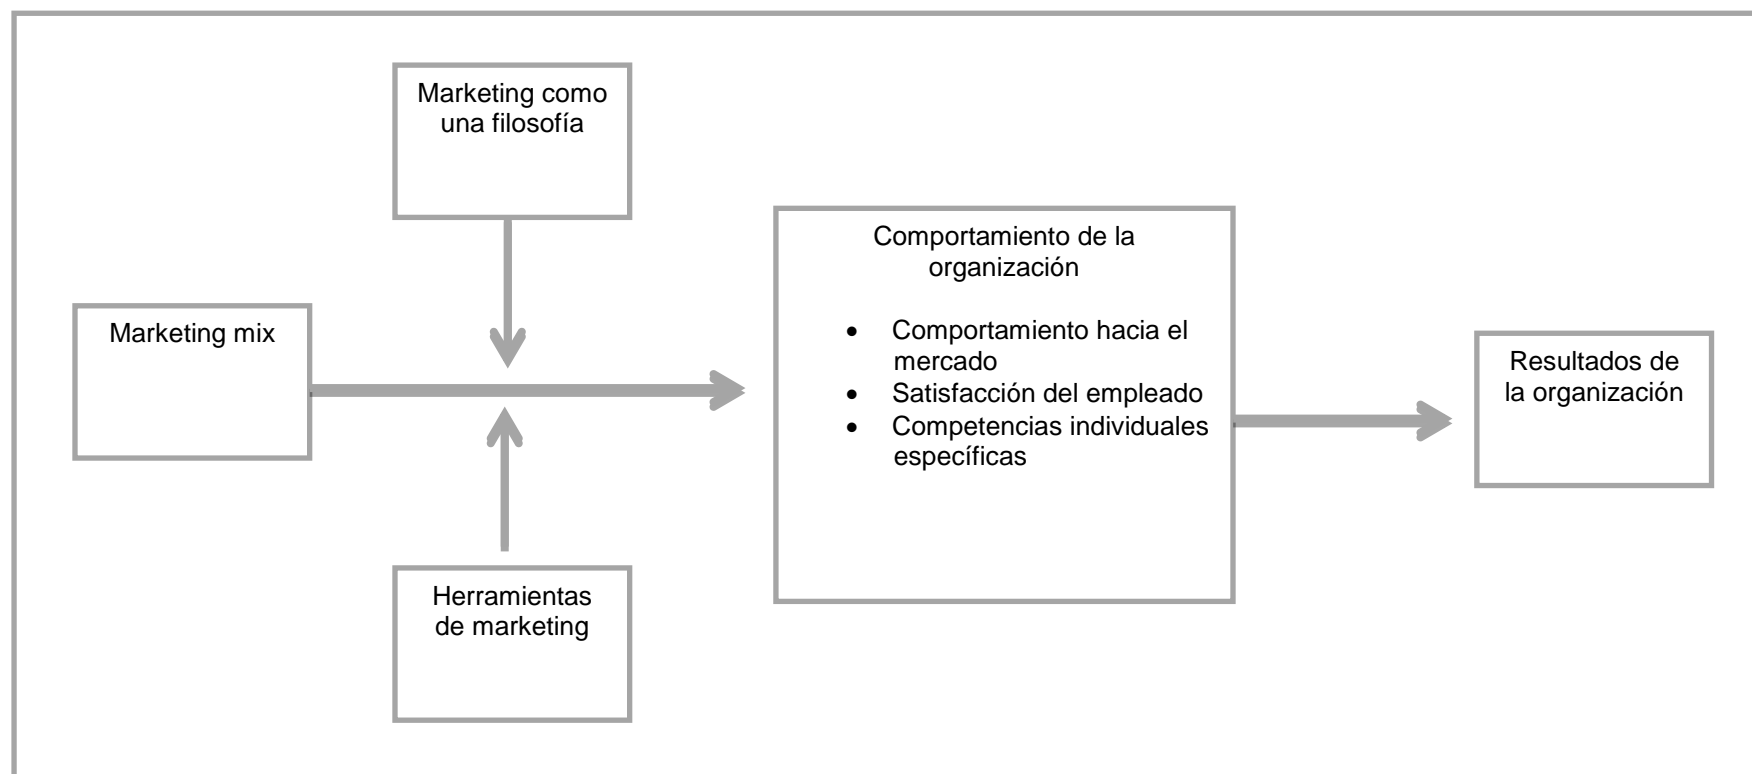 Marketing como
una filosofía
Marketing mix
Comportamiento de la
organización
• Comportamiento hacia el
mercado
• Satisfacción del empleado
• Competencias individuales
específicas
Resultados de
la organización
Herramientas
de marketing